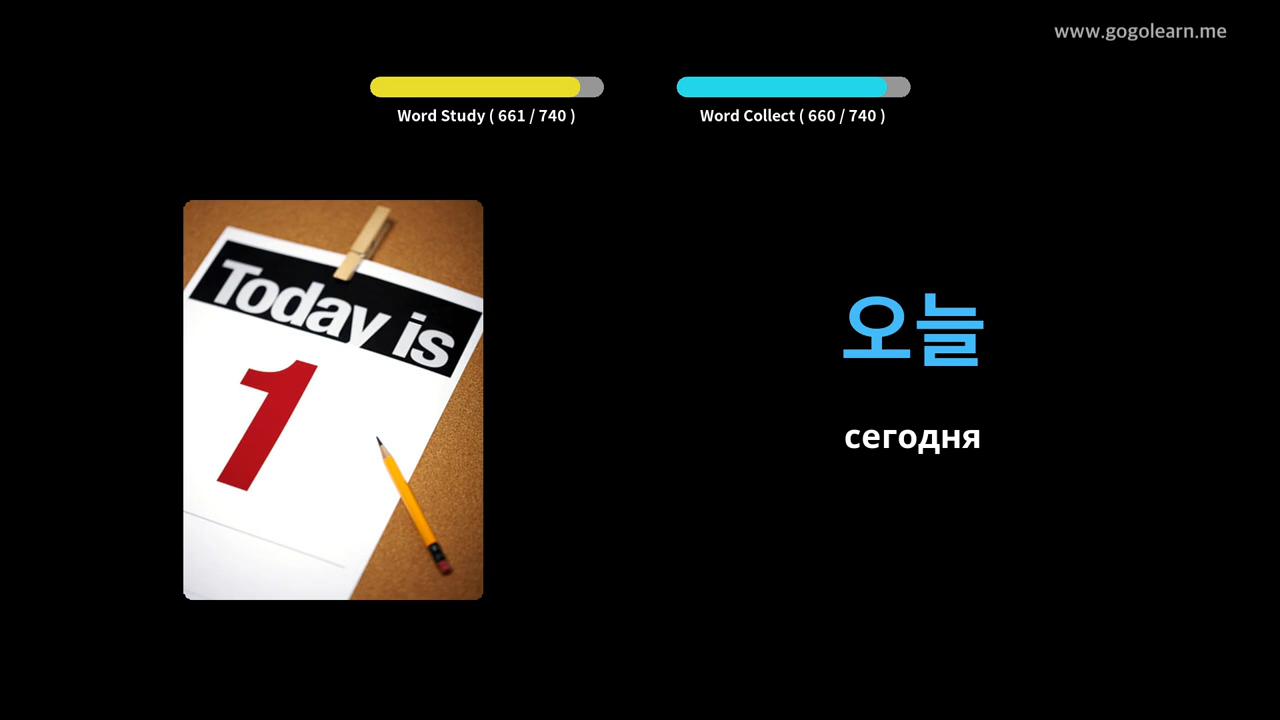 www.gogolearn.me
Word Study ( 661 / 740 )
Word Collect ( 660 / 740 )
Today is
1
오늘
сегодня